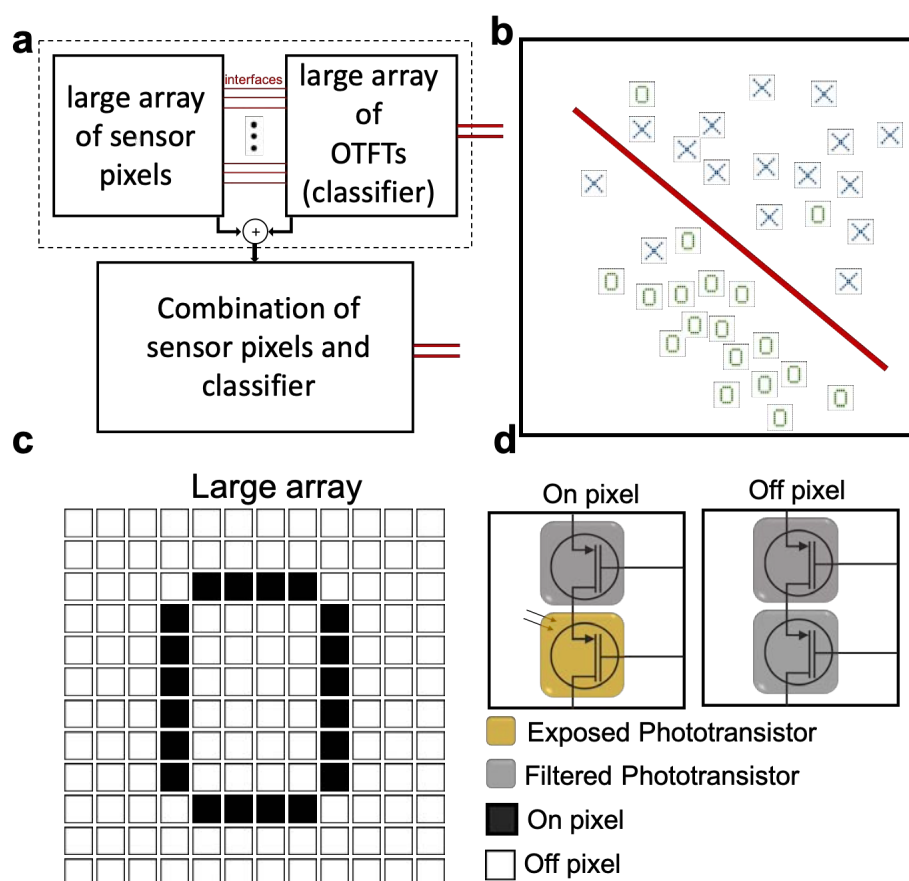 a
large array
of sensor
pixels
interfaces
large array
of
OTFTs
(classifier)
+
Combination of
sensor pixels and
classifier
b
c
Large array
d
On pixel
Off pixel
Exposed Phototransistor
Filtered Phototransistor
On pixel
Off pixel